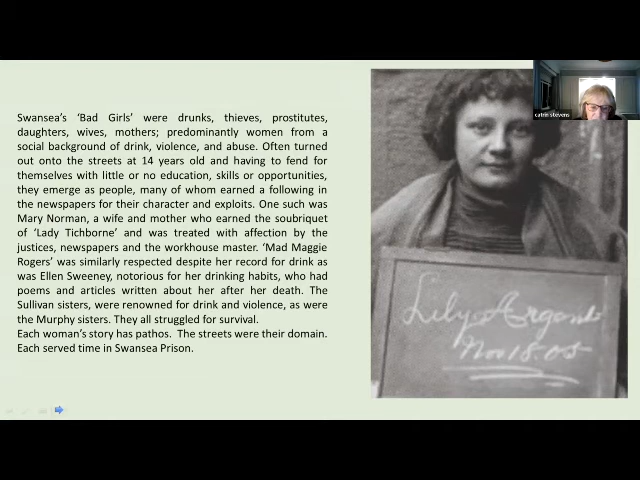 Swansea's 'Bad Girls' were drunks, thieves, prostitutes,
daughters, wives, mothers; predominantly women from a
social background of drink, violence, and abuse. Often turned
out onto the streets at 14 years old and having to fend for
themselves with little or no education, skills or opportunities,
they emerge as people, many of whom earned a following in
the newspapers for their character and exploits. One such was
Mary Norman, a wife and mother who earned the soubriquet
of 'Lady Tichborne' and was treated with affection by the
justices, newspapers and the workhouse master. 'Mad Maggie
Rogers' was similarly respected despite her record for drink as
was Ellen Sweeney, notorious for her drinking habits, who had
poems and articles written about her after her death. The
Sullivan sisters, were renowned for drink and violence, as were
the Murphy sisters. They all struggled for survival.
Each woman's story has pathos. The streets were their domain.
Each served time in Swansea Prison.
catrin stevens
Lily Argent
Nov 18.05